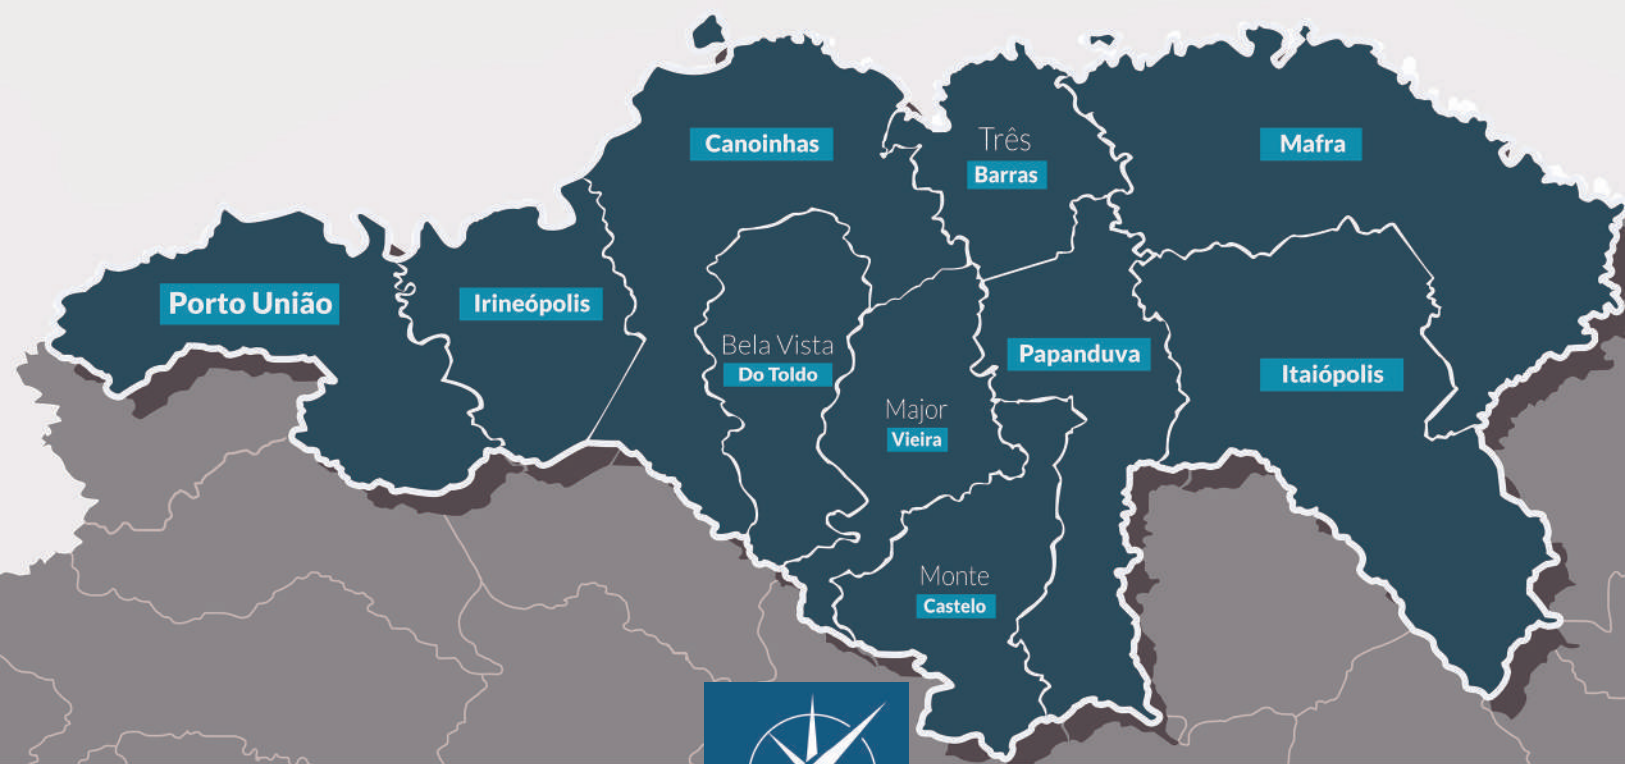 Canoinhas
Três
Barras
Mafra
Porto União
Irineópolis
Bela Vista
Do Toldo
Papanduva
Itaiópolis
Major
Vieira
Monte
Castelo